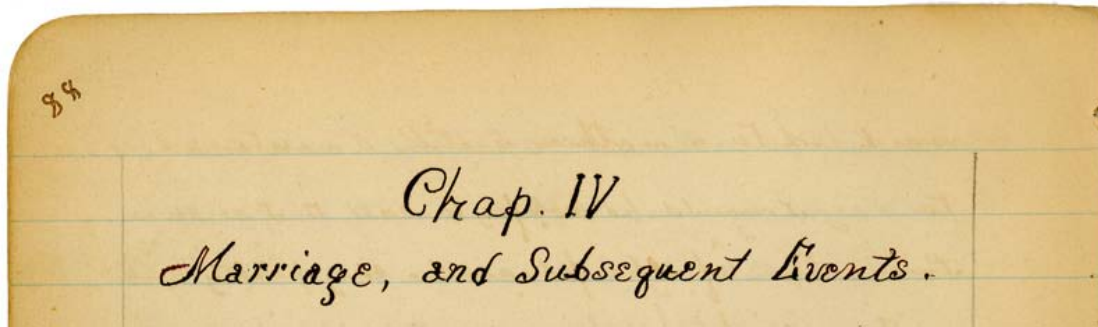 88
Chap. IV
Marriage, and Subsequent Events.